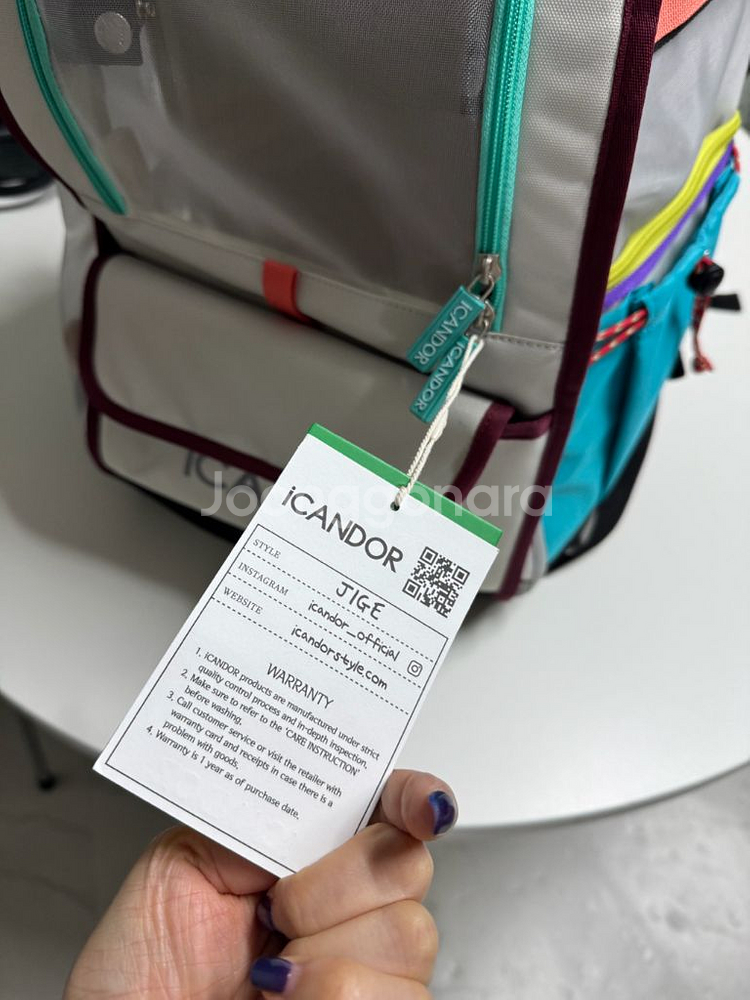 iCANDOR
iCANDOR
iCA
Joonggonara
iCANDOR
STYLE JIGE
INSTAGRAM icandor_official
WEBSITE icandorstyle.com
WARRANTY
1. iCANDOR products are manufactured under strict
quality control process and in-depth inspection.
2. Make sure to refer to the 'CARE INSTRUCTION'
before washing.
3. Call customer service or visit the retailer with
warranty card and receipts in case there is a
problem with goods.
4. Warranty is 1 year as of purchase date.